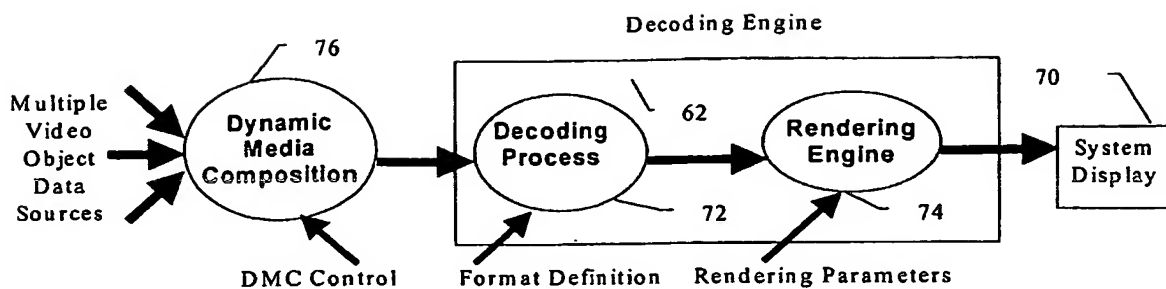 Decoding Engine
76
70
Multiple
Video
Object
Data
Sources
Dynamic
Media
Composition
Decoding
Process
62
Rendering
Engine
System
Display
72
74
DMC Control
Format Definition
Rendering Parameters